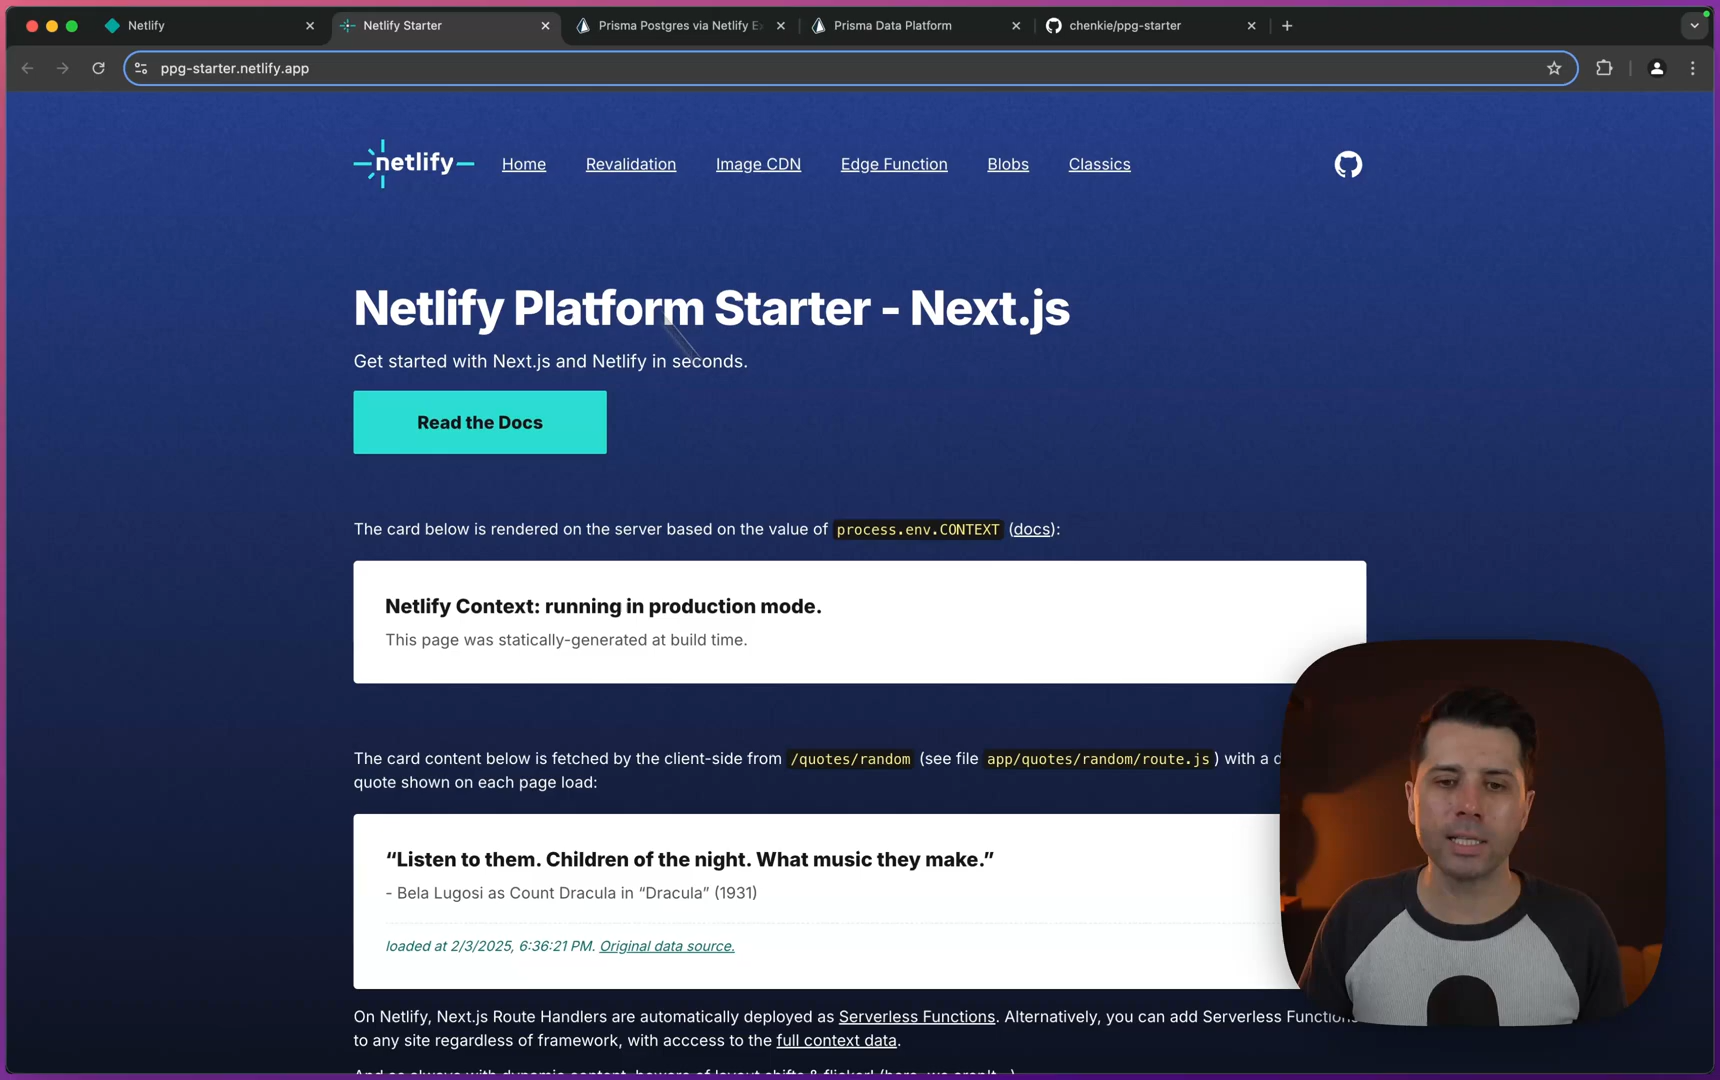 Netlify
Netlify Starter
Prisma Postgres via Netlify Ex
Prisma Data Platform
chenkie/ppg-starter
ppg-starter.netlify.app
netlify
Home
Revalidation
Image CDN
Edge Function
Blobs
Classics
Netlify Platform Starter - Next.js
Get started with Next.js and Netlify in seconds.
Read the Docs
The card below is rendered on the server based on the value of process.env.CONTEXT (docs):
Netlify Context: running in production mode.
This page was statically-generated at build time.
The card content below is fetched by the client-side from /quotes/random (see file app/quotes/random/route.js) with a d
quote shown on each page load:
“Listen to them. Children of the night. What music they make.”
- Bela Lugosi as Count Dracula in “Dracula” (1931)
loaded at 2/3/2025, 6:36:21 PM. Original data source.
On Netlify, Next.js Route Handlers are automatically deployed as Serverless Functions. Alternatively, you can add Serverless Functions
to any site regardless of framework, with acccess to the full context data.